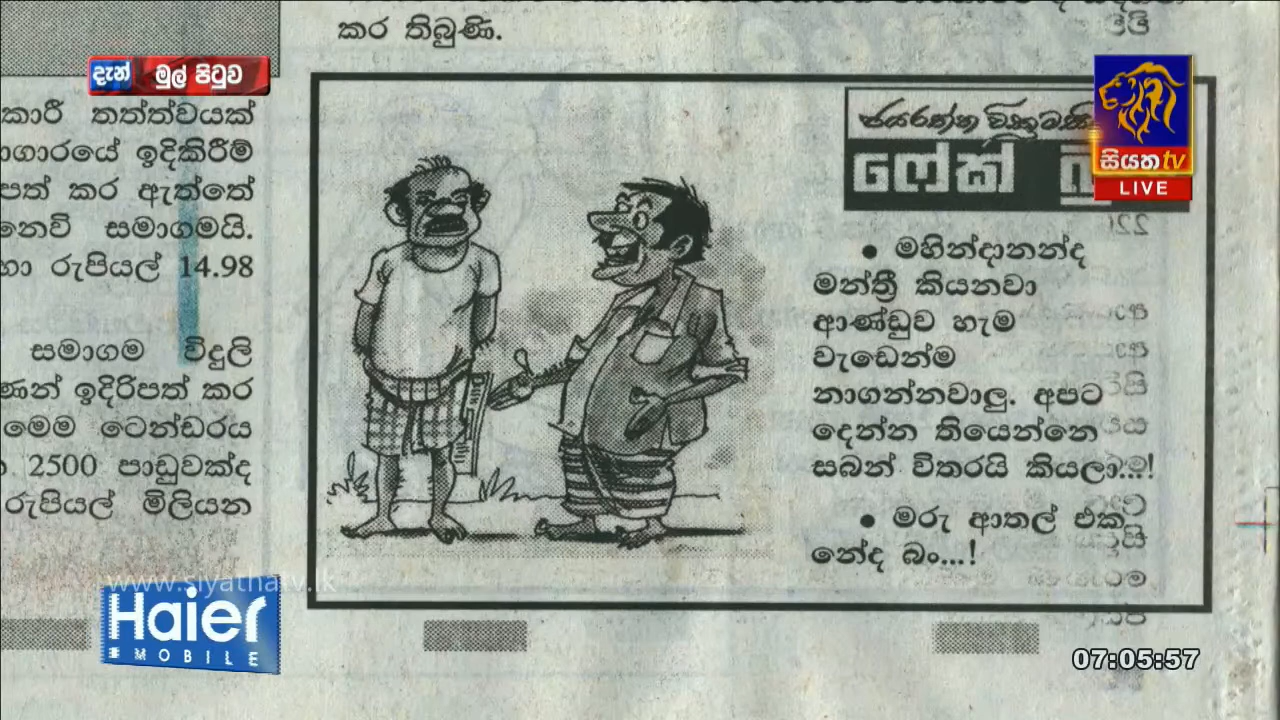 කර තිබුණි.
දැන් මුල් පිටුව
කාරී තත්ත්වයක්
ාගාරයේ ඉදිකිරීම්
පත් කර ඇත්තේ
නෙවි සමාගමයි.
හා රුපියල් 14.98
සමාගම විදුලි
ණන් ඉදිරිපත් කර
මෙම ටෙන්ඩරය
2500 පාඩුවක්ද
රුපියල් මිලියන
ජයරත්න වික්‍රමසි
ෆේක්
සියත tv
LIVE
• මහින්දානන්ද
මන්ත්‍රී කියනවා
ආණ්ඩුව හැම
වැඩෙන්ම
නාගන්නවාලු. අපට
දෙන්න තියෙන්නෙ
සබන් විතරයි කියලා...!
• මරු ආතල් එක
නේද බං...!
www.siyathatv.lk
Haier
MOBILE
07:05:57